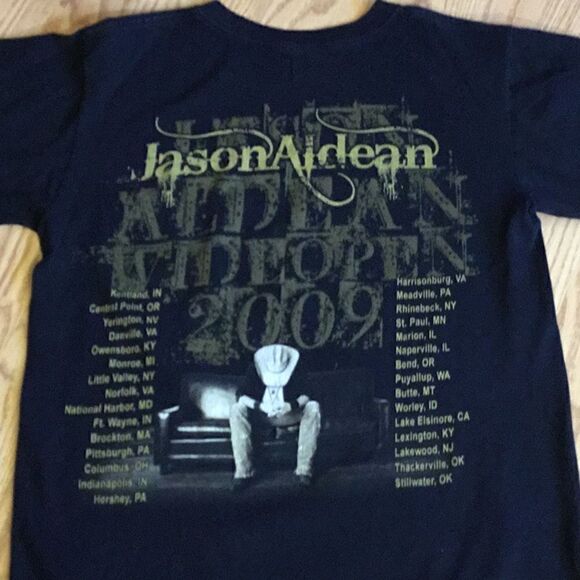 JASON
JasonAldean
ALDEAN
WIDEOPEN
2009
Kentland, IN
Central Point, OR
Yerington, NV
Danville, VA
Owensboro, KY
Monroe, MI
Little Valley, NY
Norfolk, VA
National Harbor, MD
Ft. Wayne, IN
Brockton, MA
Pittsburgh, PA
Columbus, OH
Indianapolis, IN
Hershey, PA
Harrisonburg, VA
Meadville, PA
Rhinebeck, NY
St. Paul, MN
Marion, IL
Naperville, IL
Bend, OR
Puyallup, WA
Butte, MT
Worley, ID
Lake Elsinore, CA
Lexington, KY
Lakewood, NJ
Thackerville, OK
Stillwater, OK